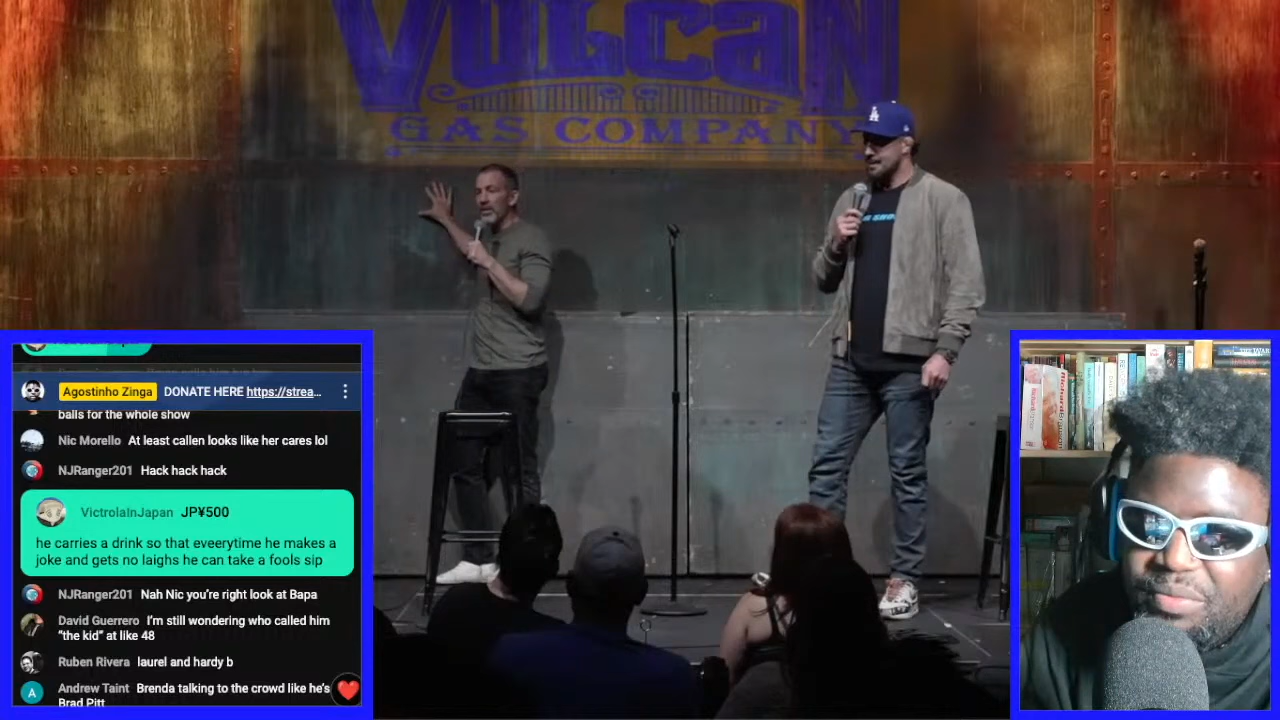 VULCAN
GAS COMPANY
Agostinho Zinga DONATE HERE https://strea...
balls for the whole show
Nic Morello At least callen looks like her cares lol
NJRanger201 Hack hack hack
VictrolaInJapan JP¥500
he carries a drink so that eveerytime he makes a
joke and gets no laighs he can take a fools sip
NJRanger201 Nah Nic you're right look at Bapa
David Guerrero I'm still wondering who called him
"the kid" at like 48
Ruben Rivera laurel and hardy b
A Andrew Taint Brenda talking to the crowd like he's
Brad Pitt